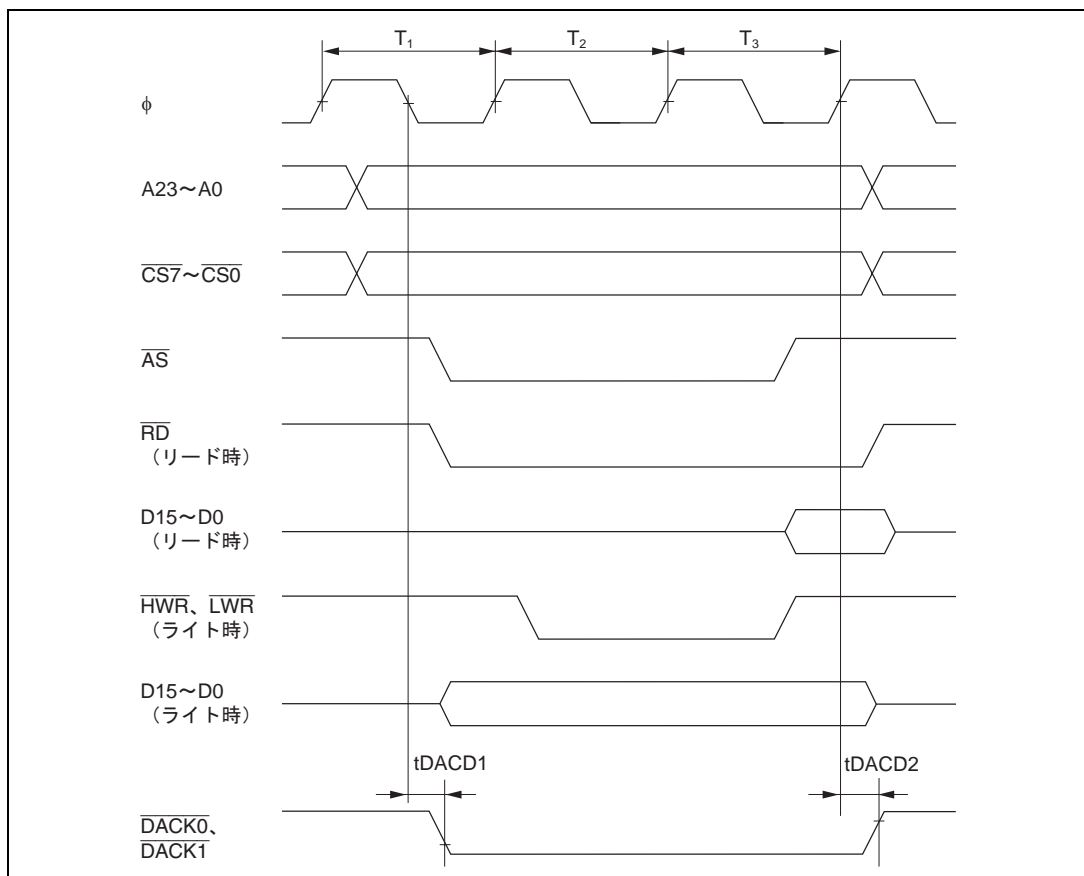 T₁ T₂ T₃
φ
A23～A0
CS7～CS0
AS
RD
（リード時）
D15～D0
（リード時）
HWR、LWR
（ライト時）
D15～D0
（ライト時）
tDACD1 tDACD2
DACK0、
DACK1